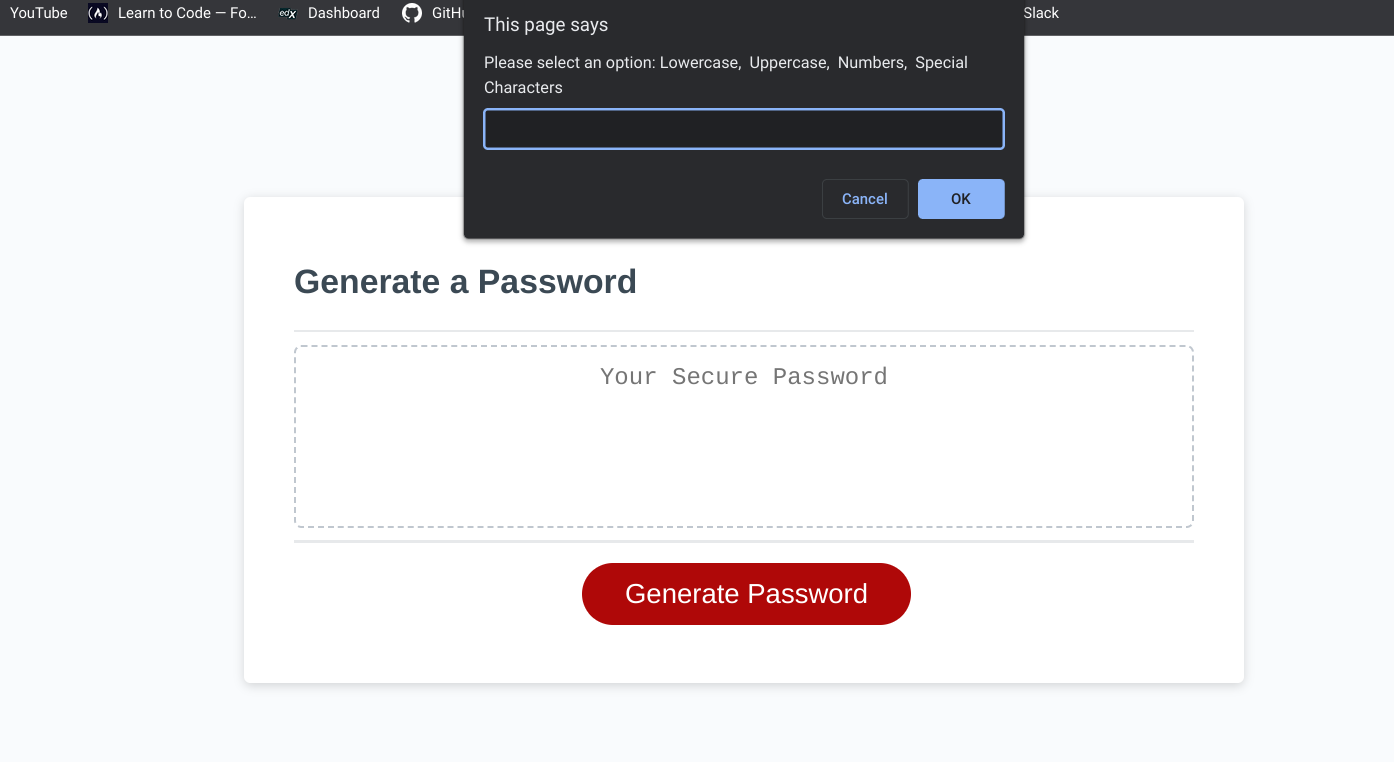 YouTube Learn to Code — Fo... edX Dashboard GitHu Slack
This page says
Please select an option: Lowercase, Uppercase, Numbers, Special
Characters
Cancel OK
Generate a Password
Your Secure Password
Generate Password